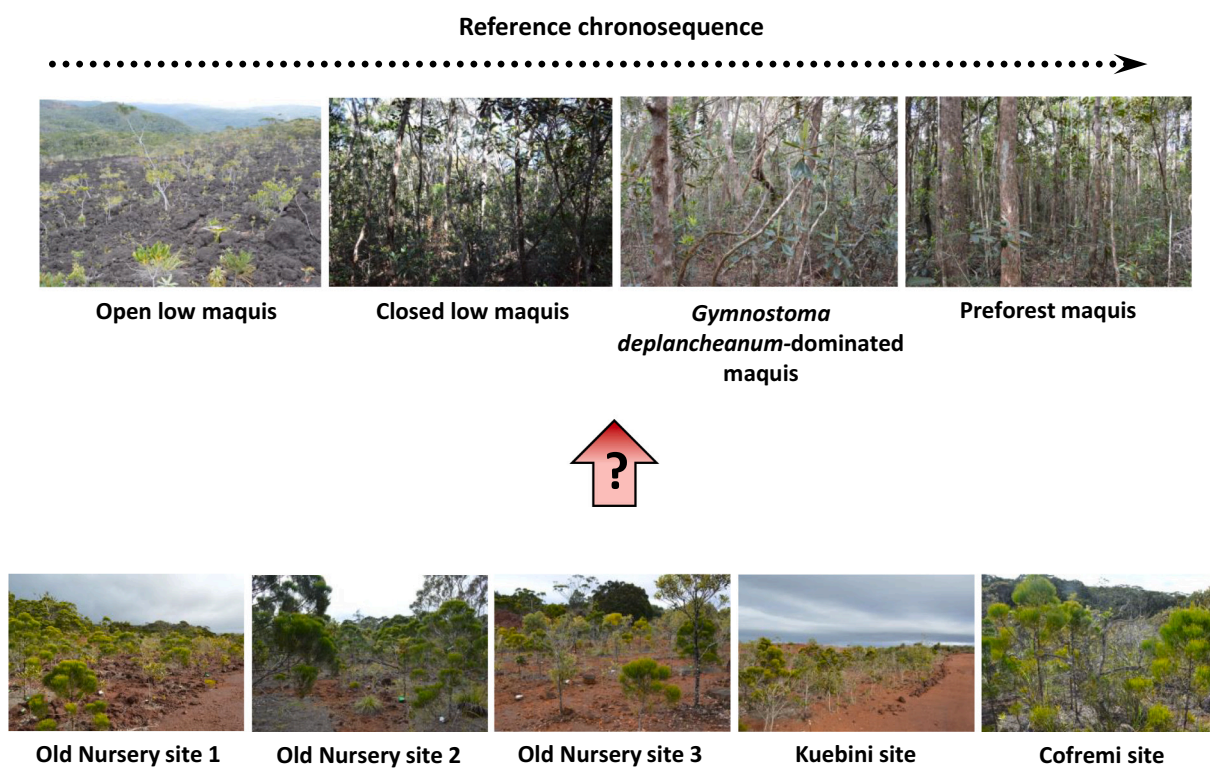 Reference chronosequence
Open low maquis
Closed low maquis
Gymnostoma
deplancheanum-dominated
maquis
Preforest maquis
?
Old Nursery site 1
Old Nursery site 2
Old Nursery site 3
Kuebini site
Cofremi site